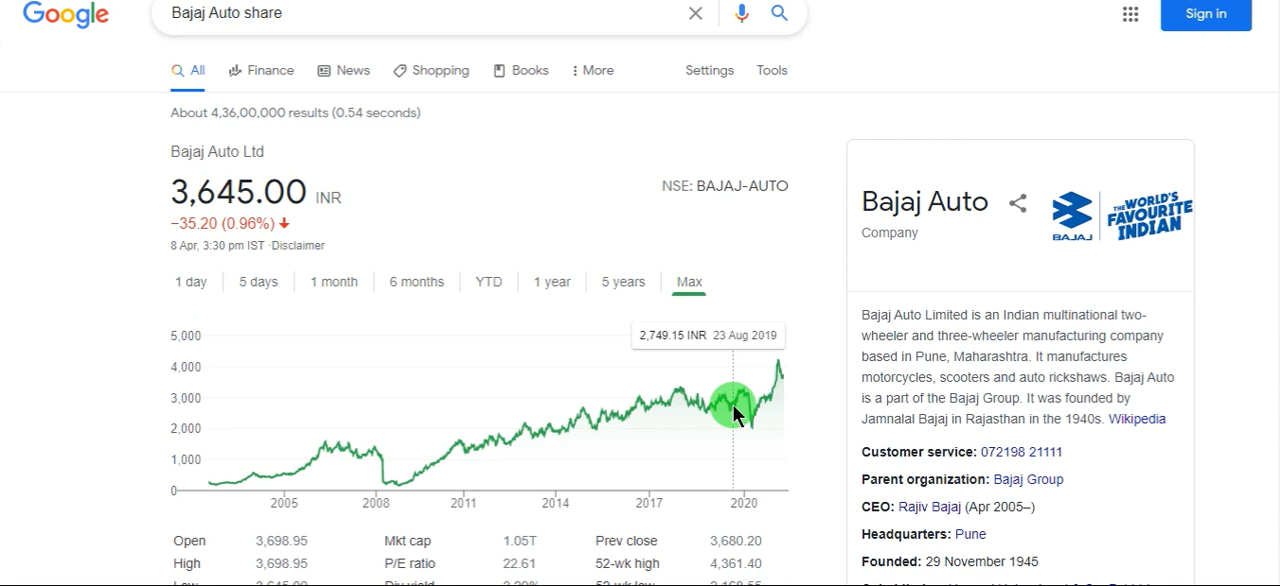 Google
Bajaj Auto share
Sign in
All
Finance
News
Shopping
Books
More
Settings
Tools
About 4,36,00,000 results (0.54 seconds)
Bajaj Auto Ltd
3,645.00 INR
NSE: BAJAJ-AUTO
−35.20 (0.96%)
8 Apr, 3:30 pm IST ·Disclaimer
1 day
5 days
1 month
6 months
YTD
1 year
5 years
Max
2,749.15 INR 23 Aug 2019
5,000
4,000
3,000
2,000
1,000
0
2005
2008
2011
2014
2017
2020
Open 3,698.95 Mkt cap 1.05T Prev close 3,680.20
High 3,698.95 P/E ratio 22.61 52-wk high 4,361.40
Bajaj Auto
Company
BAJAJ
THE WORLD'S
FAVOURITE
INDIAN
Bajaj Auto Limited is an Indian multinational two-
wheeler and three-wheeler manufacturing company
based in Pune, Maharashtra. It manufactures
motorcycles, scooters and auto rickshaws. Bajaj Auto
is a part of the Bajaj Group. It was founded by
Jamnalal Bajaj in Rajasthan in the 1940s. Wikipedia
Customer service: 072198 21111
Parent organization: Bajaj Group
CEO: Rajiv Bajaj (Apr 2005–)
Headquarters: Pune
Founded: 29 November 1945